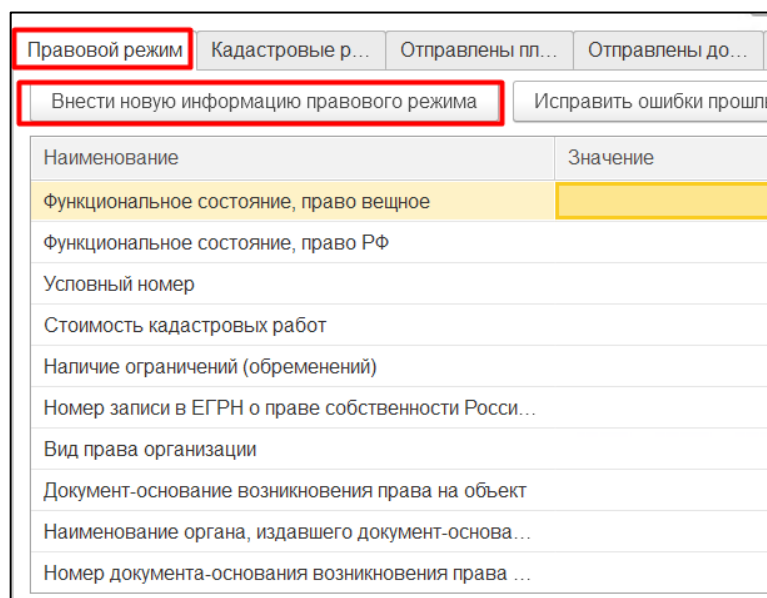 Правовой режим Кадастровые р... Отправлены пл... Отправлены до...
Внести новую информацию правового режима Исправить ошибки
Наименование Значение
Функциональное состояние, право вещное
Функциональное состояние, право РФ
Условный номер
Стоимость кадастровых работ
Наличие ограничений (обременений)
Номер записи в ЕГРН о праве собственности Росси...
Вид права организации
Документ-основание возникновения права на объект
Наименование органа, издавшего документ-основа...
Номер документа-основания возникновения права ...